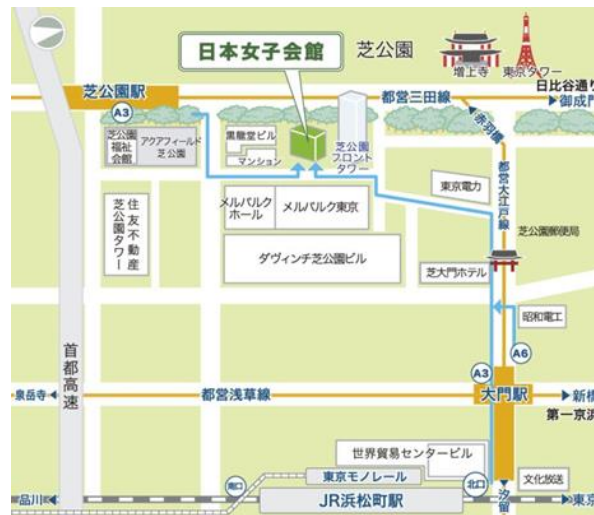 日本女子会館
芝公園
増上寺
東京タワー
日比谷通り
芝公園駅
都営三田線
御成門
A3
赤羽橋
芝公園
福祉
会館
アクアフィールド
芝公園
黒龍堂ビル
マンション
芝公園
フロント
タワー
東京電力
都営大江戸線
住友不動産
芝公園タワー
メルパルク
ホール
メルパルク東京
芝公園郵便局
ダヴィンチ芝公園ビル
芝大門ホテル
昭和電工
首都高速
A3
A6
泉岳寺
都営浅草線
大門駅
新橋
第一京浜
世界貿易センタービル
東京モノレール
南口
北口
文化放送
汐留
品川
JR浜松町駅
東京